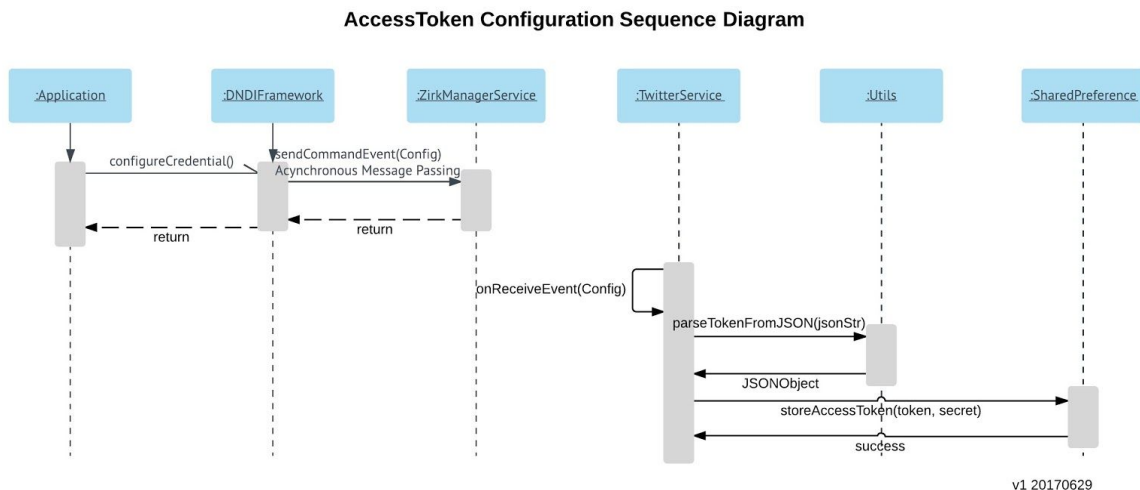 AccessToken Configuration Sequence Diagram
:Application
:DNDIFramework
:ZirkManagerService
:TwitterService
:Utils
:SharedPreference
configureCredential()
sendCommandEvent(Config)
Acynchronous Message Passing
return
return
onReceiveEvent(Config)
parseTokenFromJSON(jsonStr)
JSONObject
storeAccessToken(token, secret)
success
v1 20170629